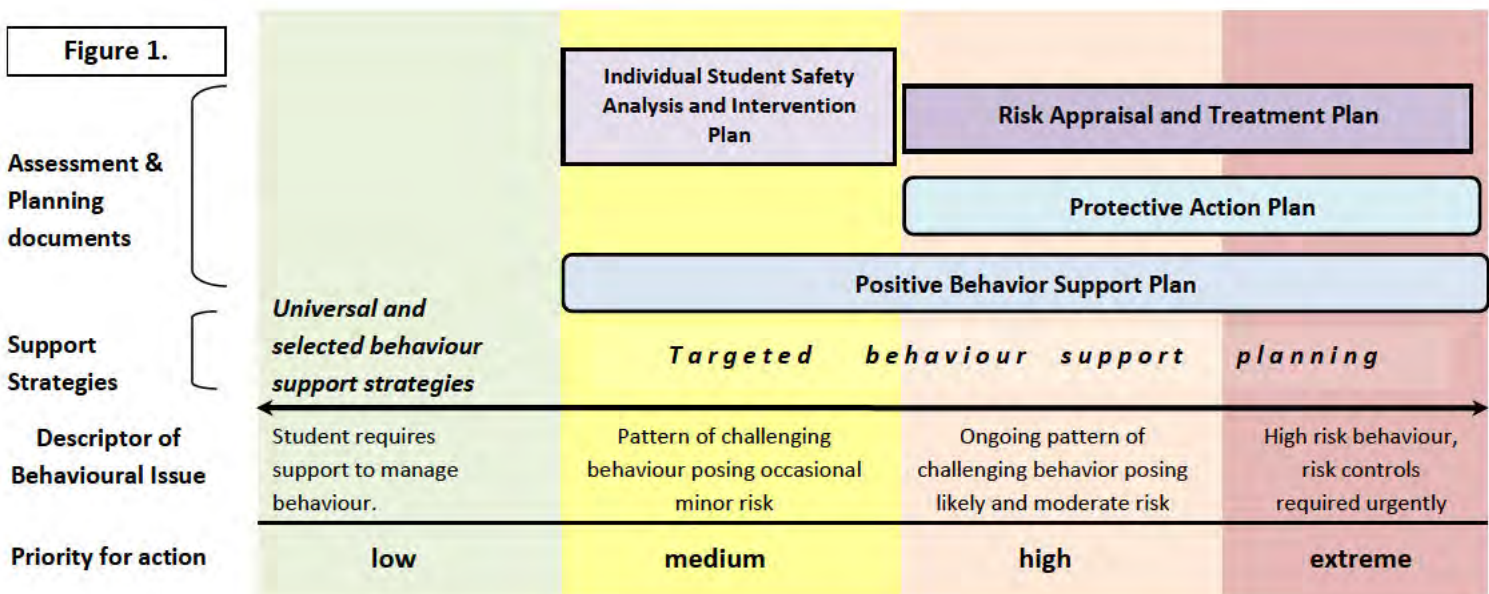 Figure 1.
Assessment &
Planning
documents
Individual Student Safety
Analysis and Intervention
Plan
Risk Appraisal and Treatment Plan
Protective Action Plan
Positive Behavior Support Plan
Support
Strategies
Universal and
selected behaviour
support strategies
Targeted behaviour support planning
Descriptor of
Behavioural Issue
Student requires
support to manage
behaviour.
Pattern of challenging
behaviour posing occasional
minor risk
Ongoing pattern of
challenging behavior posing
likely and moderate risk
High risk behaviour,
risk controls
required urgently
Priority for action
low
medium
high
extreme